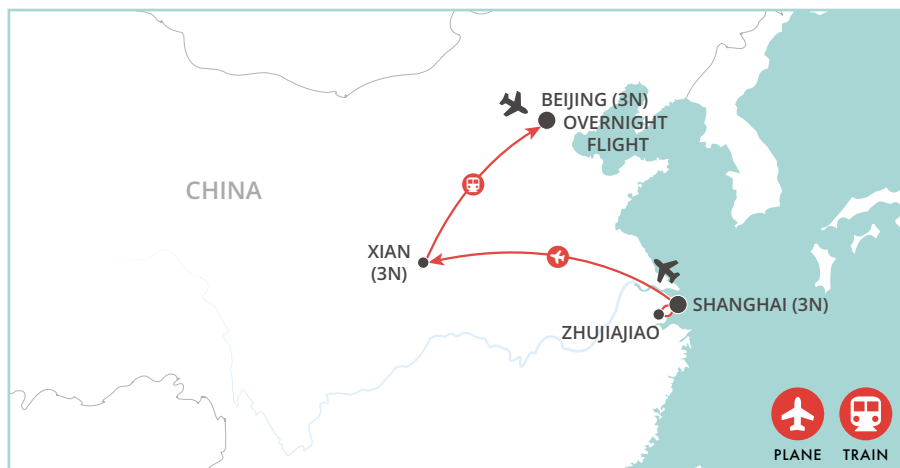 BEIJING (3N)
OVERNIGHT
FLIGHT
CHINA
XIAN
(3N)
SHANGHAI (3N)
ZHUJIAJIAO
PLANE
TRAIN